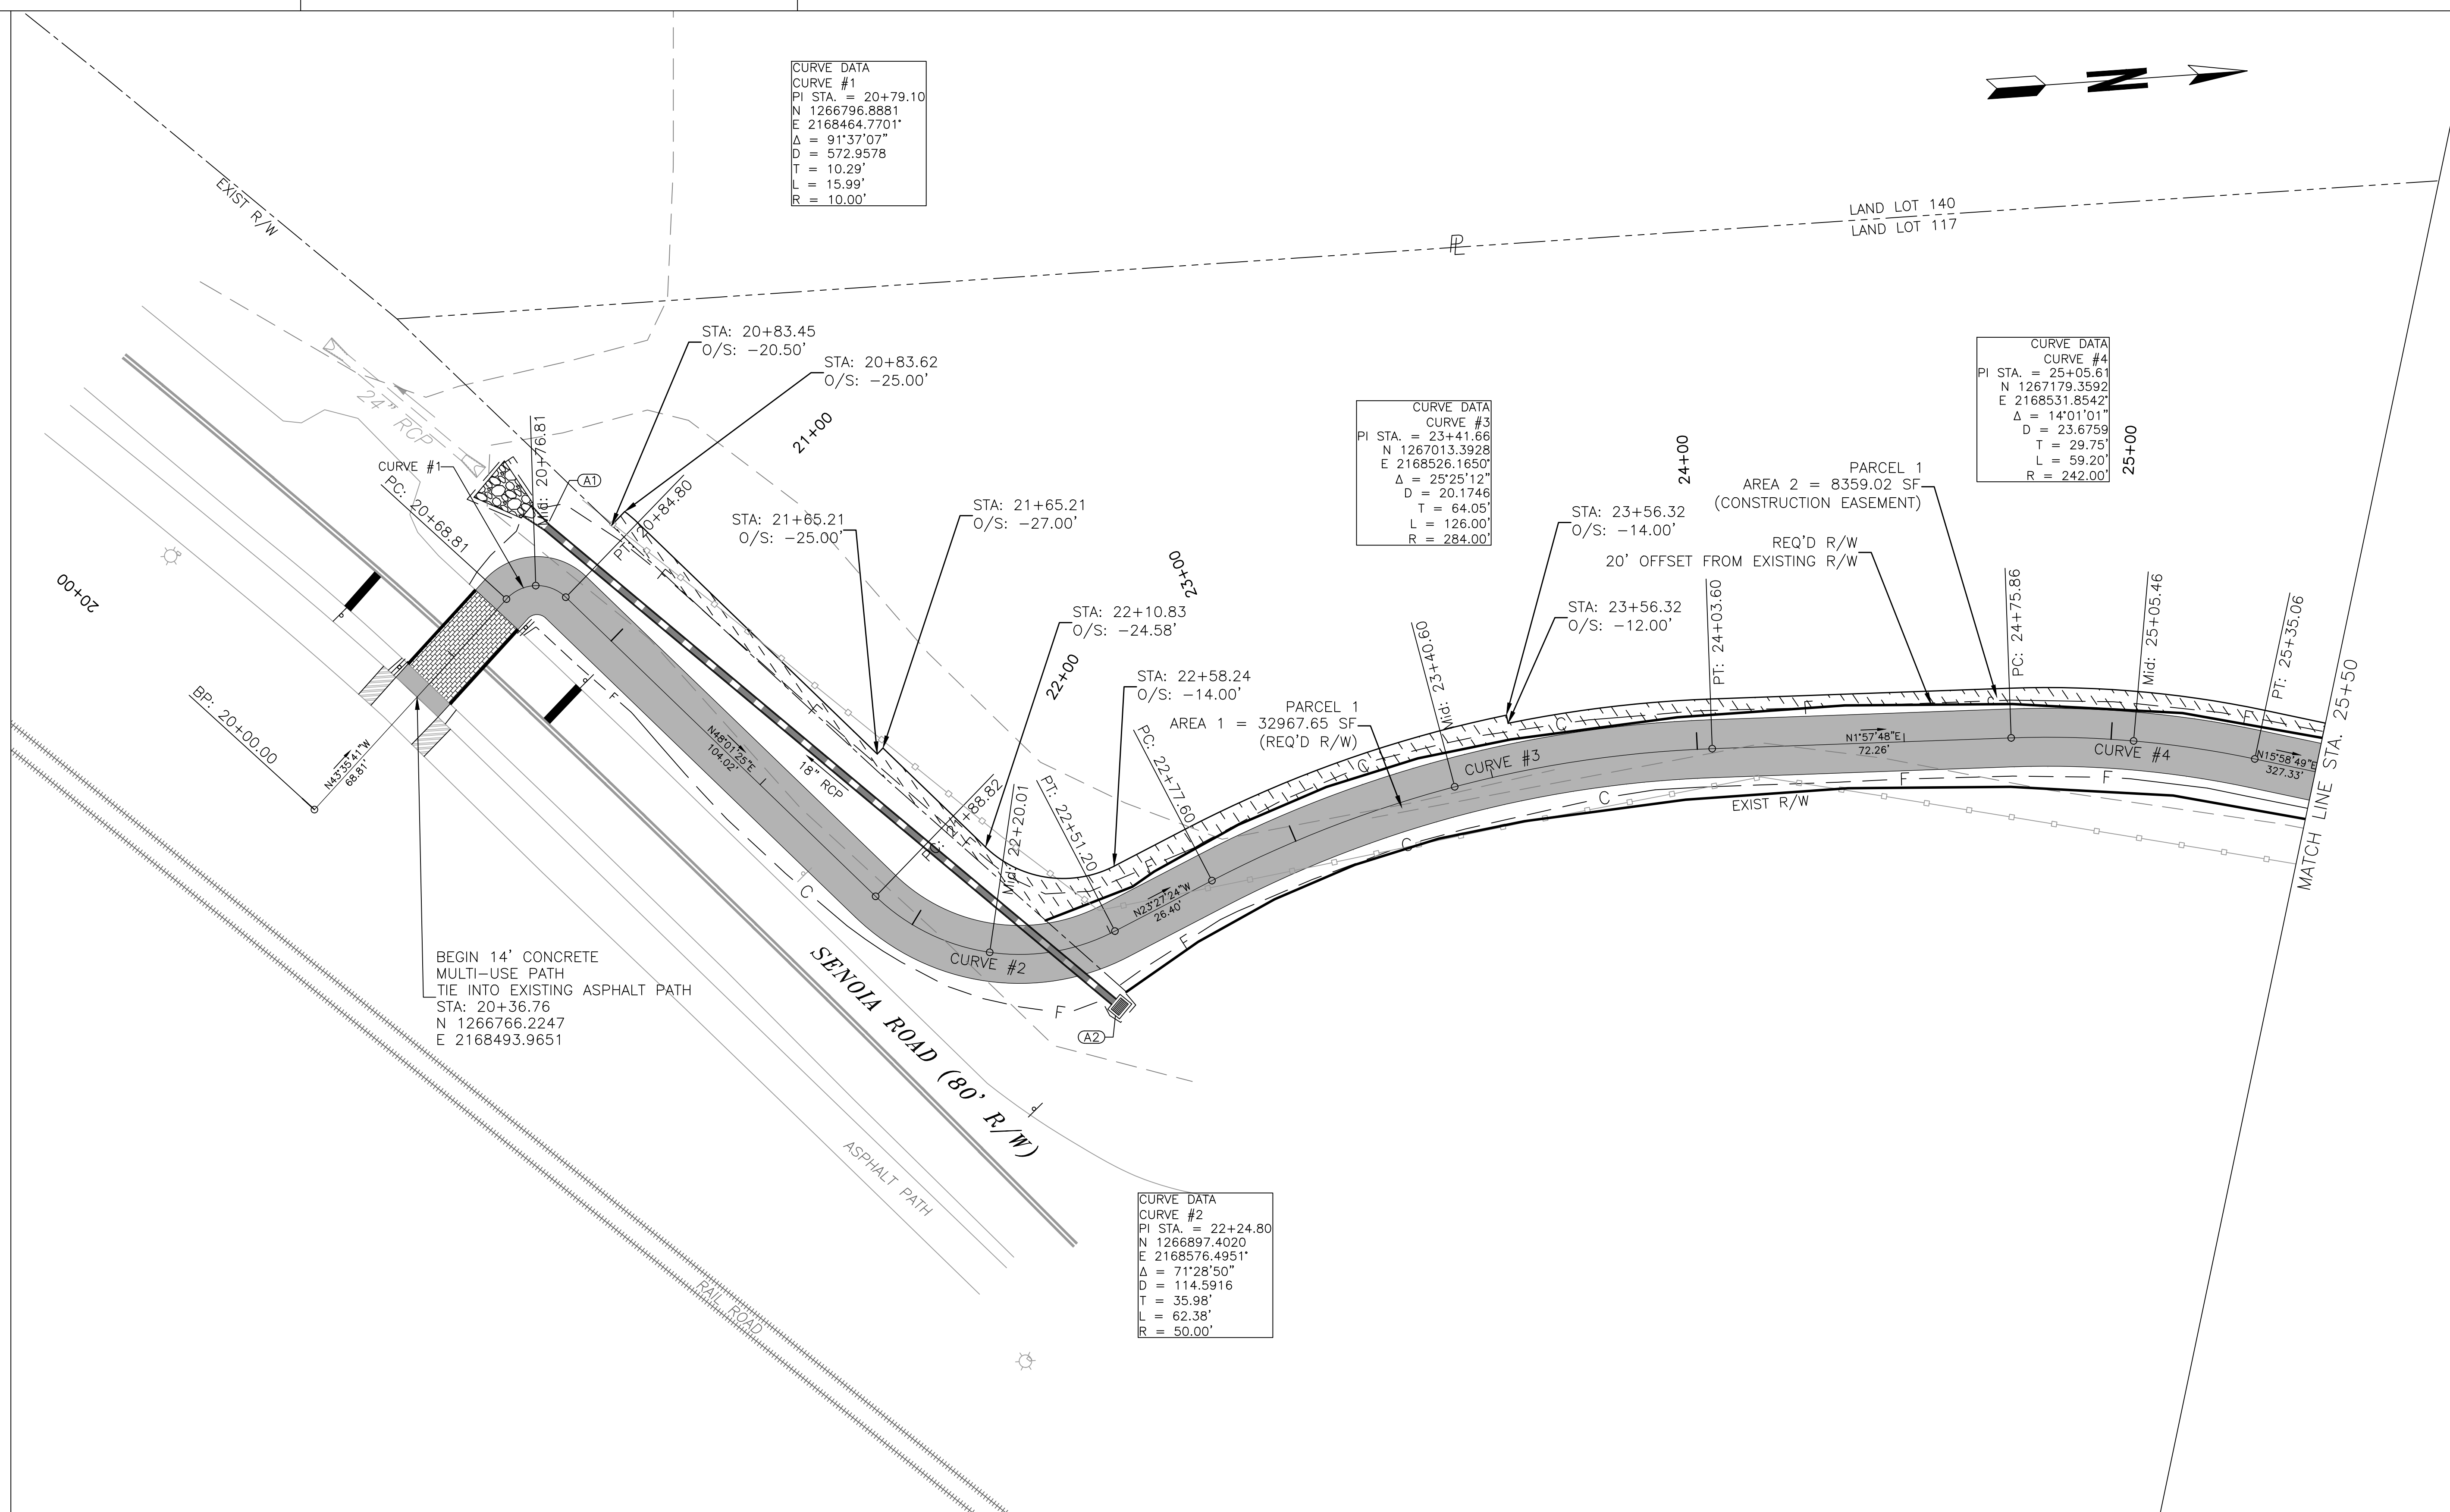 CURVE DATA
CURVE #1
PI STA. = 20+79.10
N 1266796.8881
E 2168464.7701"
Δ = 91°37'07"
D = 572.9578
T = 10.29'
L = 15.99'
R = 10.00'
N
LAND LOT 140
LAND LOT 117
PL
EXIST R/W
24" RCP
STA: 20+83.45
O/S: -20.50'
STA: 20+83.62
O/S: -25.00'
21+00
CURVE #1
PC: 20+68.81
Mid: 20+76.81
PT: 20+84.80
A1
STA: 21+65.21
O/S: -25.00'
STA: 21+65.21
O/S: -27.00'
23+00
STA: 22+10.83
O/S: -24.58'
22+00
STA: 22+58.24
O/S: -14.00'
PARCEL 1
AREA 1 = 32967.65 SF
(REQ'D R/W)
CURVE DATA
CURVE #3
PI STA. = 23+41.66
N 1267013.3928
E 2168526.1650"
Δ = 25°25'12"
D = 20.1746
T = 64.05'
L = 126.00'
R = 284.00'
STA: 23+56.32
O/S: -14.00'
STA: 23+56.32
O/S: -12.00'
24+00
PARCEL 1
AREA 2 = 8359.02 SF
(CONSTRUCTION EASEMENT)
REQ'D R/W
20' OFFSET FROM EXISTING R/W
CURVE DATA
CURVE #4
PI STA. = 25+05.61
N 1267179.3592
E 2168531.8542"
Δ = 14°01'01"
D = 23.6759
T = 29.75'
L = 59.20'
R = 242.00'
25+00
20+00
BP: 20+00.00
N43°35'41"W
68.81'
N48°01'25"E
104.02'
18" RCP
PC: 21+88.82
Mid: 22+20.01
PT: 22+51.20
PC: 22+77.60
N23°27'24"W
26.40'
CURVE #2
Mid: 23+40.60
CURVE #3
PT: 24+03.60
N1°57'48"E
72.26'
PC: 24+75.86
Mid: 25+05.46
CURVE #4
PT: 25+35.06
N15°58'49"E
327.33'
EXIST R/W
MATCH LINE STA. 25+50
F
F
F
F
F
F
F
F
F
F
F
C
C
C
C
C
C
A2
BEGIN 14' CONCRETE
MULTI-USE PATH
TIE INTO EXISTING ASPHALT PATH
STA: 20+36.76
N 1266766.2247
E 2168493.9651
SENOIA ROAD (80' R/W)
ASPHALT PATH
RAIL ROAD
CURVE DATA
CURVE #2
PI STA. = 22+24.80
N 1266897.4020
E 2168576.4951"
Δ = 71°28'50"
D = 114.5916
T = 35.98'
L = 62.38'
R = 50.00'